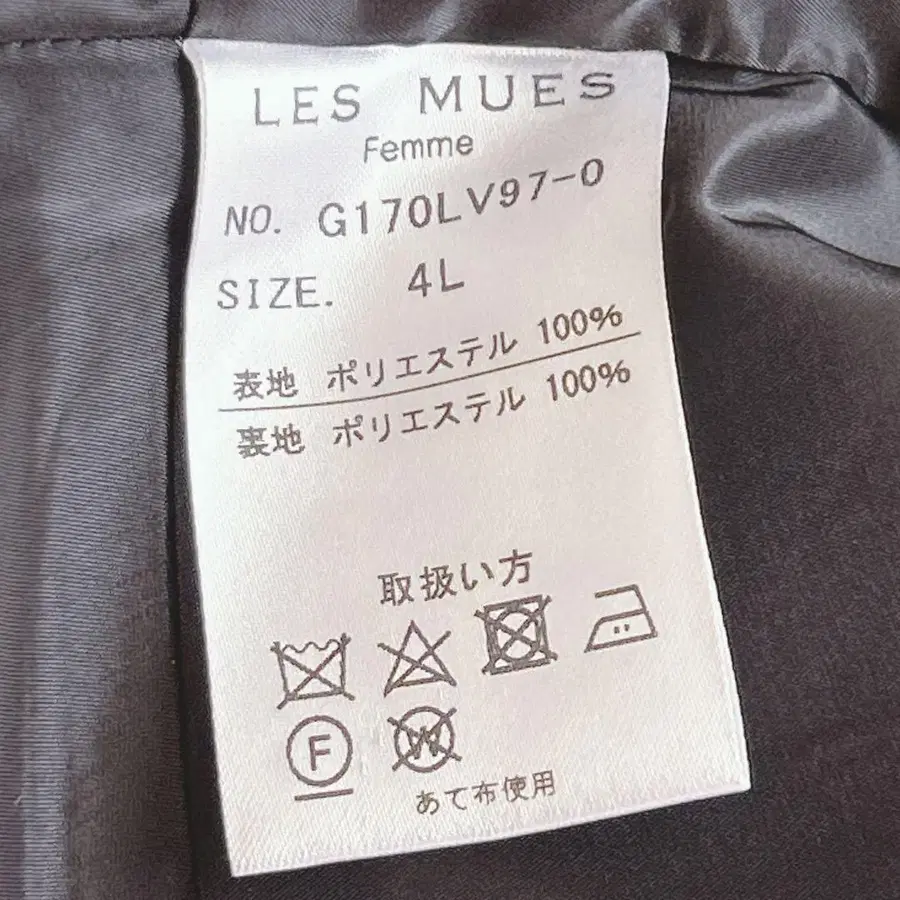 LES MUES
Femme
NO. G170LV97-0
SIZE. 4L
表地 ポリエステル 100%
裏地 ポリエステル 100%
取扱い方
F W
あて布使用